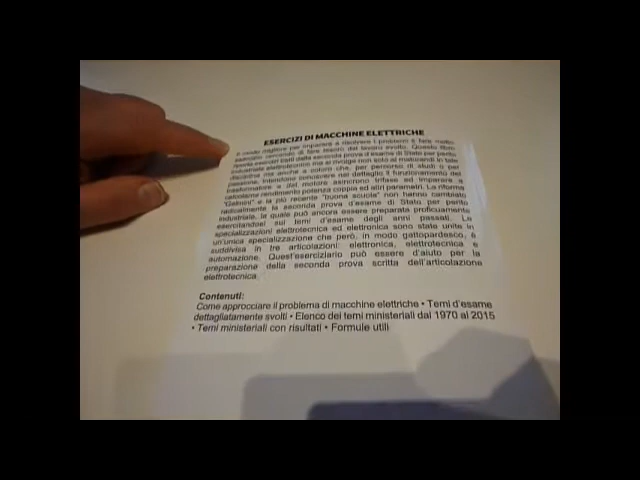 ESERCIZI DI MACCHINE ELETTRICHE
Il modo migliore per imparare a risolvere i problemi è fare molto
esercizio cercando di fare tesoro del lavoro svolto. Questo libro
riporta esercizi tratti dalla seconda prova d'esame di Stato per perito
industriale elettrotecnico ma si rivolge non solo ai maturandi in tale
disciplina ma anche a coloro che, per percorso di studi o per
passione, intendono conoscere nel dettaglio il funzionamento del
trasformatore e del motore asincrono trifase ed imparare a
calcolarne rendimento potenza coppia ed altri parametri. La riforma
"Gelmini" e la più recente "buona scuola" non hanno cambiato
radicalmente la seconda prova d'esame di Stato per perito
industriale, la quale può ancora essere preparata proficuamente
esercitandusi sui temi d'esame degli anni passati. Le
specializzazioni elettrotecnica ed elettronica sono state unite in
un'unica specializzazione che però, in modo gattopardesco, è
suddivisa in tre articolazioni: elettronica, elettrotecnica e
automazione. Quest'eserciziario può essere d'aiuto per la
preparazione della seconda prova scritta dell'articolazione
elettrotecnica.
Contenuti:
Come approcciare il problema di macchine elettriche • Temi d'esame
dettagliatamente svolti • Elenco dei temi ministeriali dal 1970 al 2015
• Temi ministeriali con risultati • Formule utili